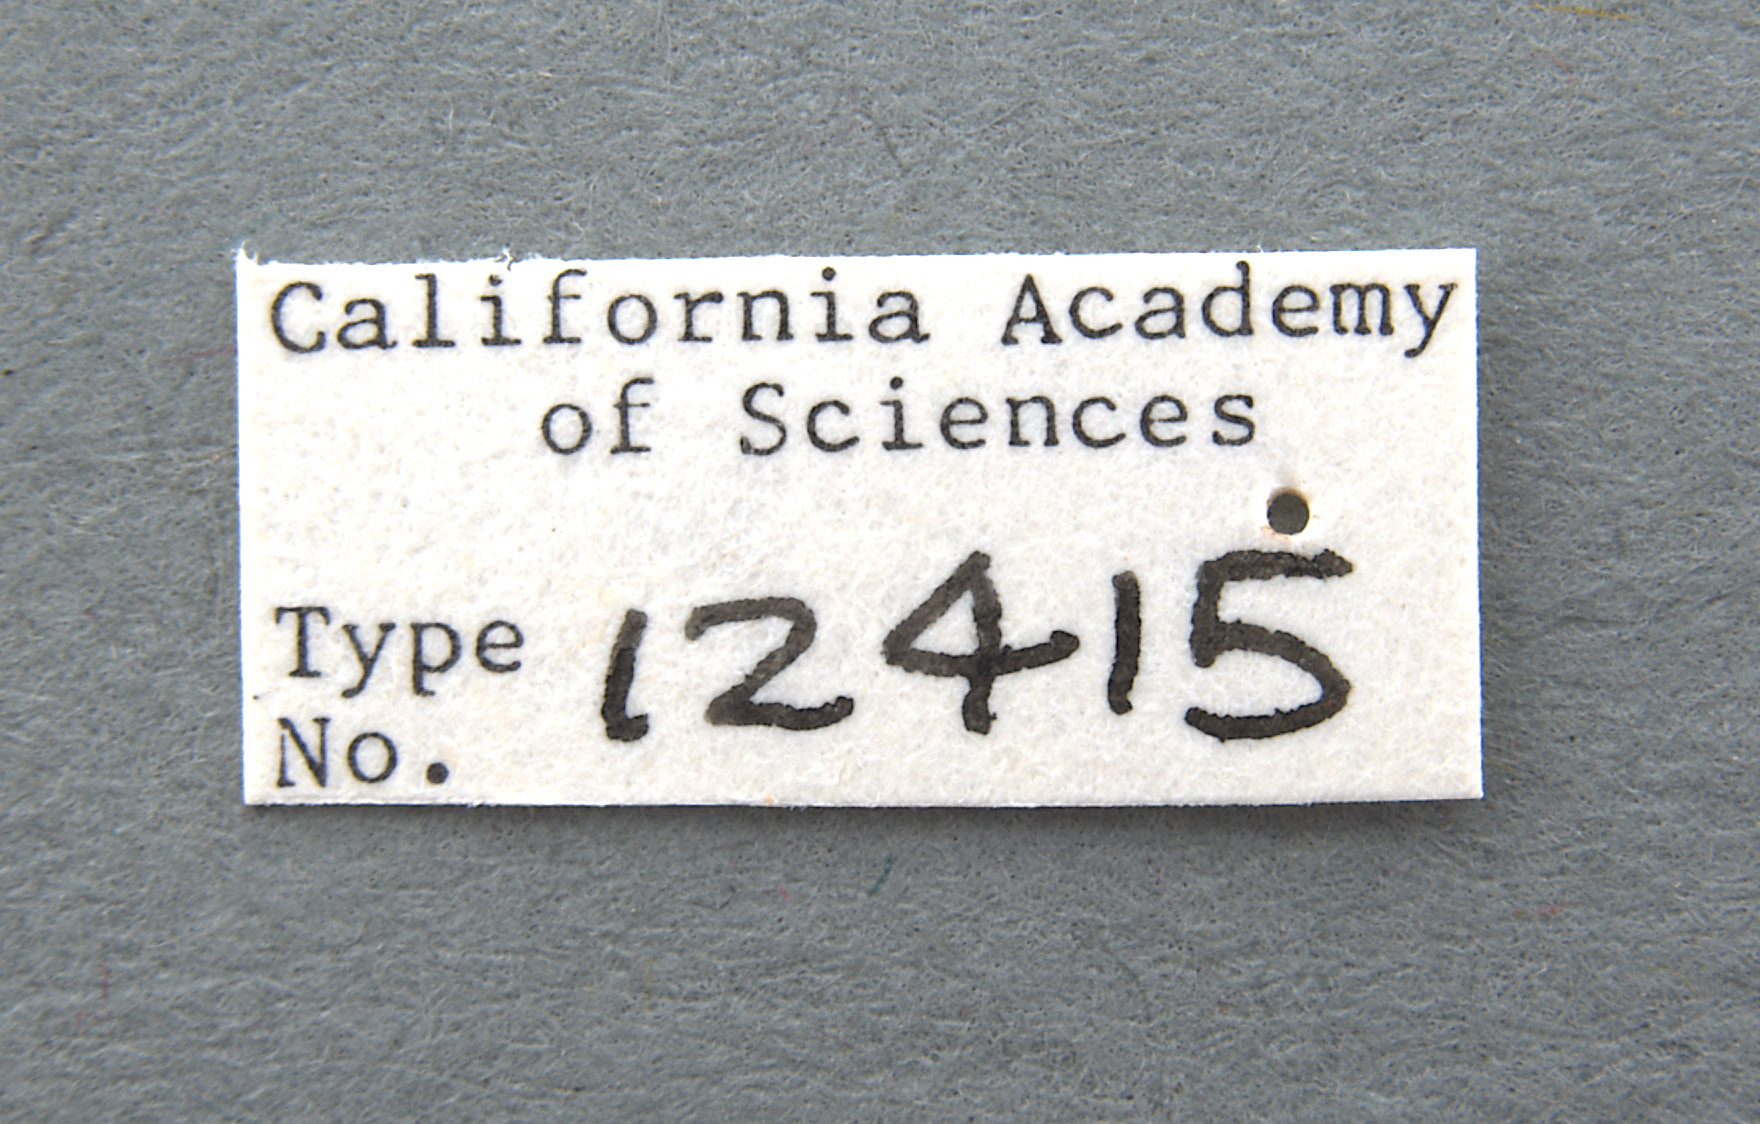 California Academy
of Sciences
Type 12415
No.